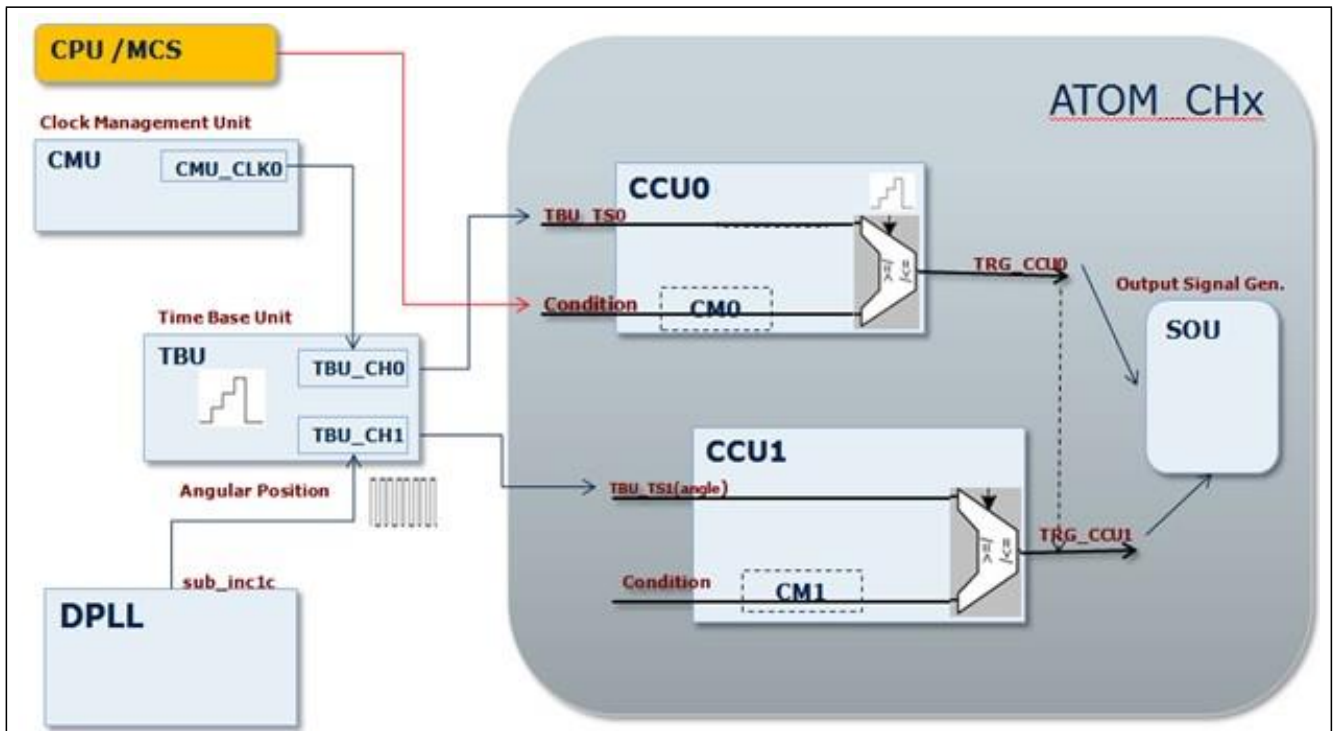 CPU /MCS
ATOM_CHx
Clock Management Unit
CMU
CMU_CLK0
CCU0
TBU_TS0
TRG_CCU0
Output Signal Gen.
Condition
CM0
>=/
<=
SOU
Time Base Unit
TBU
TBU_CH0
TBU_CH1
CCU1
Angular Position
TBU_TS1(angle)
TRG_CCU1
>=/
<=
sub_inc1c
Condition
CM1
DPLL